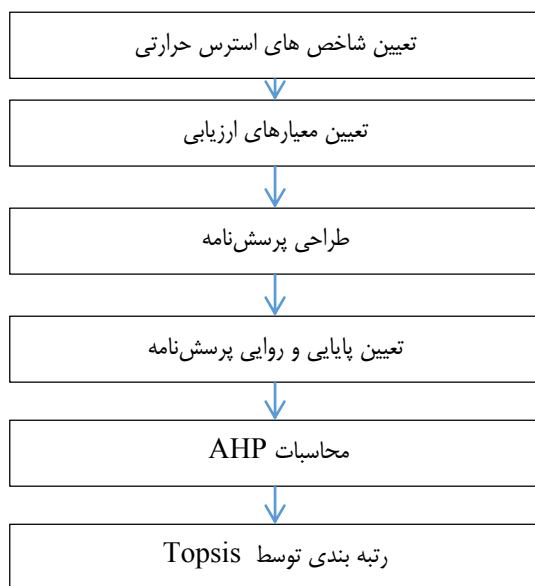 تعیین شاخص های استرس حرارتی
تعیین معیارهای ارزیابی
طراحی پرسش‌نامه
تعیین پایایی و روایی پرسش‌نامه
محاسبات AHP
رتبه بندی توسط Topsis